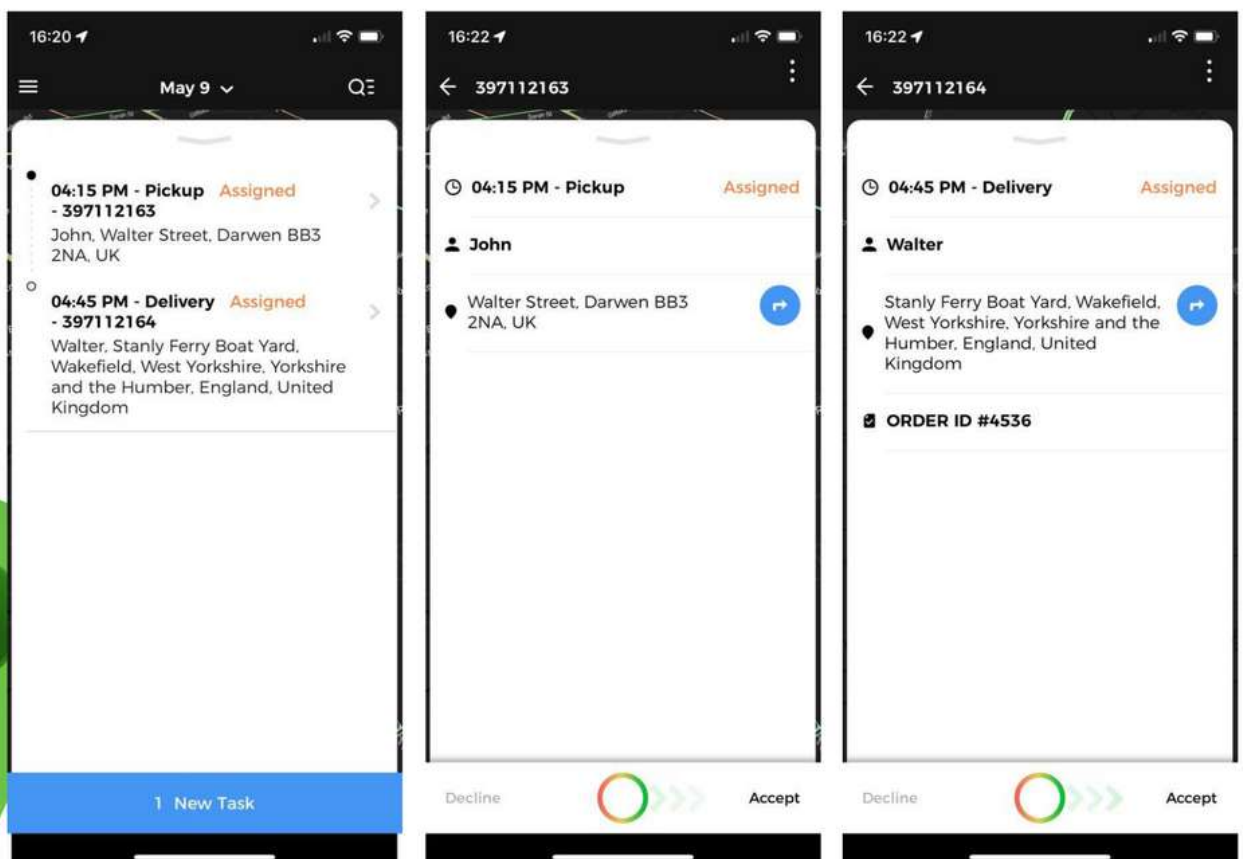 16:20
May 9
04:15 PM - Pickup Assigned
- 397112163
John, Walter Street, Darwen BB3
2NA, UK
04:45 PM - Delivery Assigned
- 397112164
Walter, Stanly Ferry Boat Yard,
Wakefield, West Yorkshire, Yorkshire
and the Humber, England, United
Kingdom
1 New Task
16:22
397112163
04:15 PM - Pickup Assigned
John
Walter Street, Darwen BB3
2NA, UK
Decline Accept
16:22
397112164
04:45 PM - Delivery Assigned
Walter
Stanly Ferry Boat Yard, Wakefield,
West Yorkshire, Yorkshire and the
Humber, England, United
Kingdom
ORDER ID #4536
Decline Accept